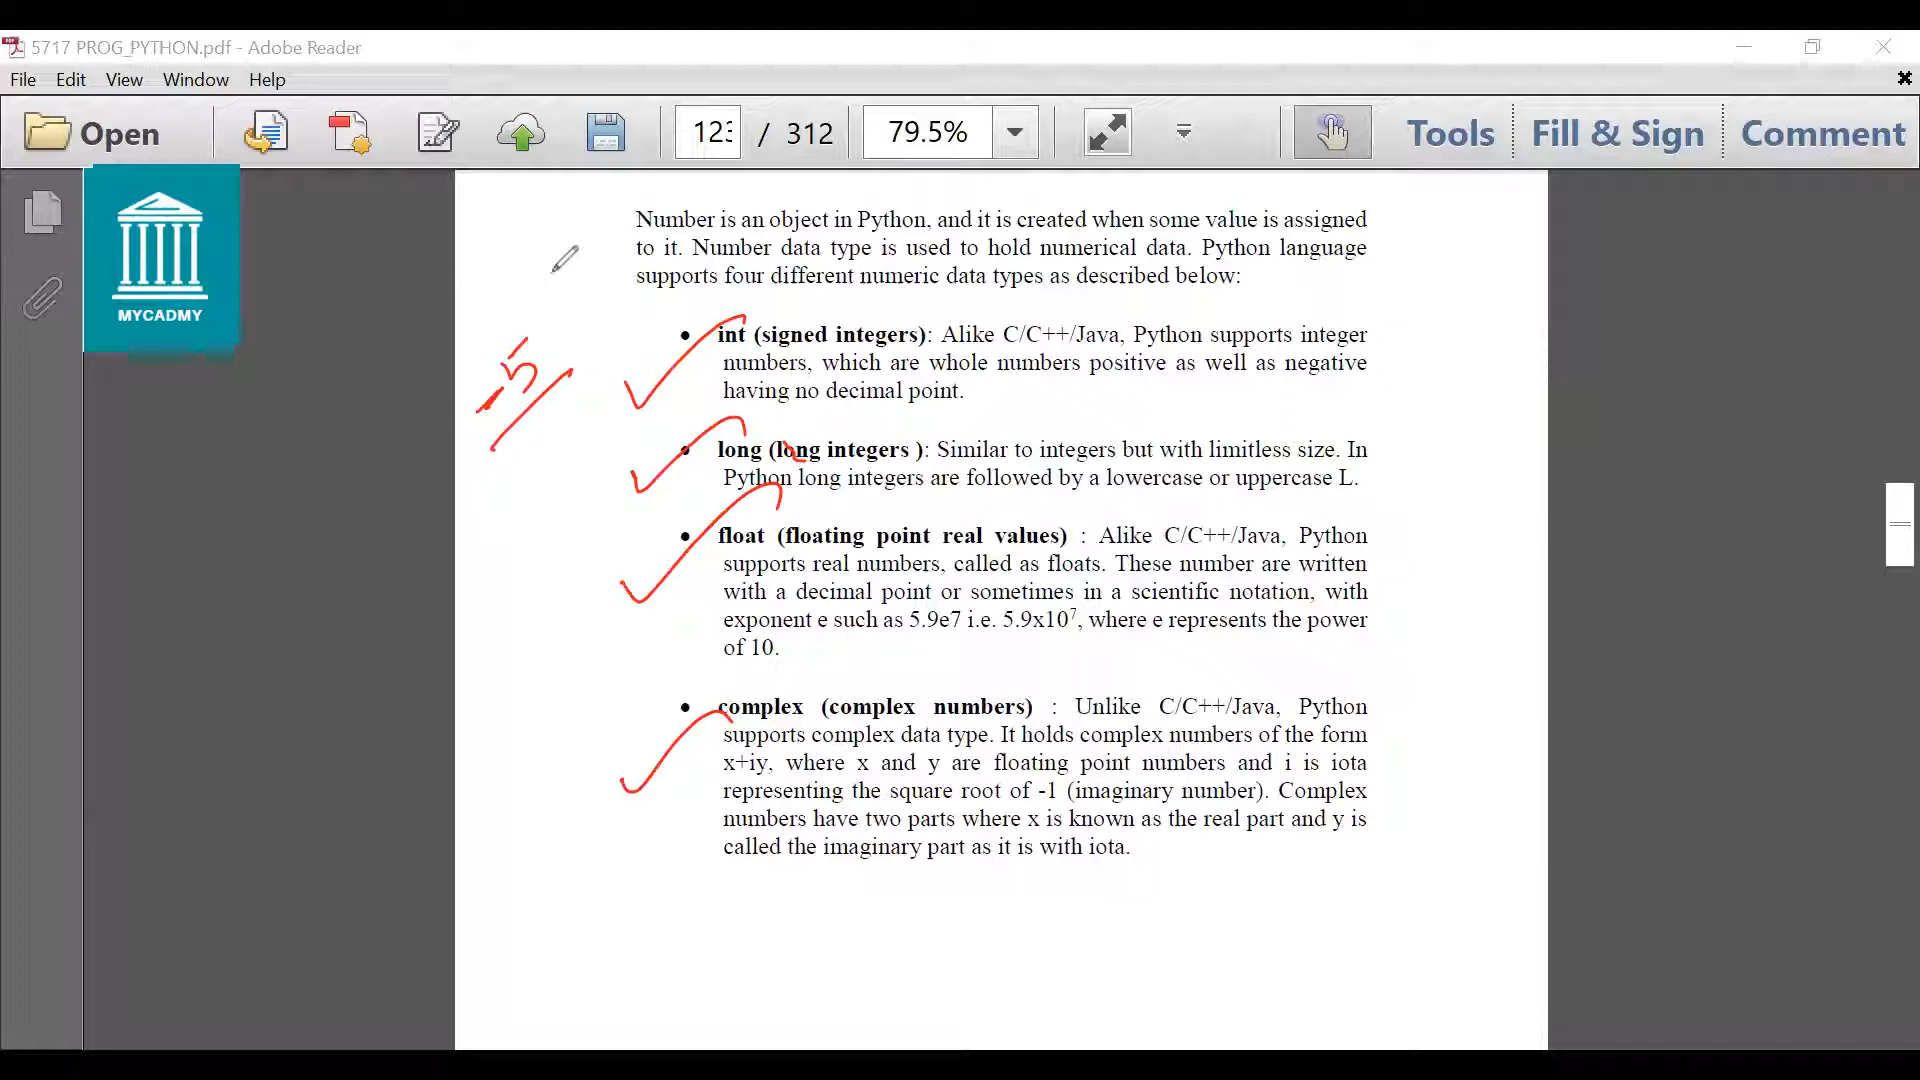 5717 PROG_PYTHON.pdf - Adobe Reader
File Edit View Window Help
Open 123 / 312 79.5% Tools Fill & Sign Comment
MYCADMY
Number is an object in Python, and it is created when some value is assigned
to it. Number data type is used to hold numerical data. Python language
supports four different numeric data types as described below:
-5
• int (signed integers): Alike C/C++/Java, Python supports integer
numbers, which are whole numbers positive as well as negative
having no decimal point.
• long (long integers ): Similar to integers but with limitless size. In
Python long integers are followed by a lowercase or uppercase L.
• float (floating point real values) : Alike C/C++/Java, Python
supports real numbers, called as floats. These number are written
with a decimal point or sometimes in a scientific notation, with
exponent e such as 5.9e7 i.e. 5.9x10⁷, where e represents the power
of 10.
• complex (complex numbers) : Unlike C/C++/Java, Python
supports complex data type. It holds complex numbers of the form
x+iy, where x and y are floating point numbers and i is iota
representing the square root of -1 (imaginary number). Complex
numbers have two parts where x is known as the real part and y is
called the imaginary part as it is with iota.